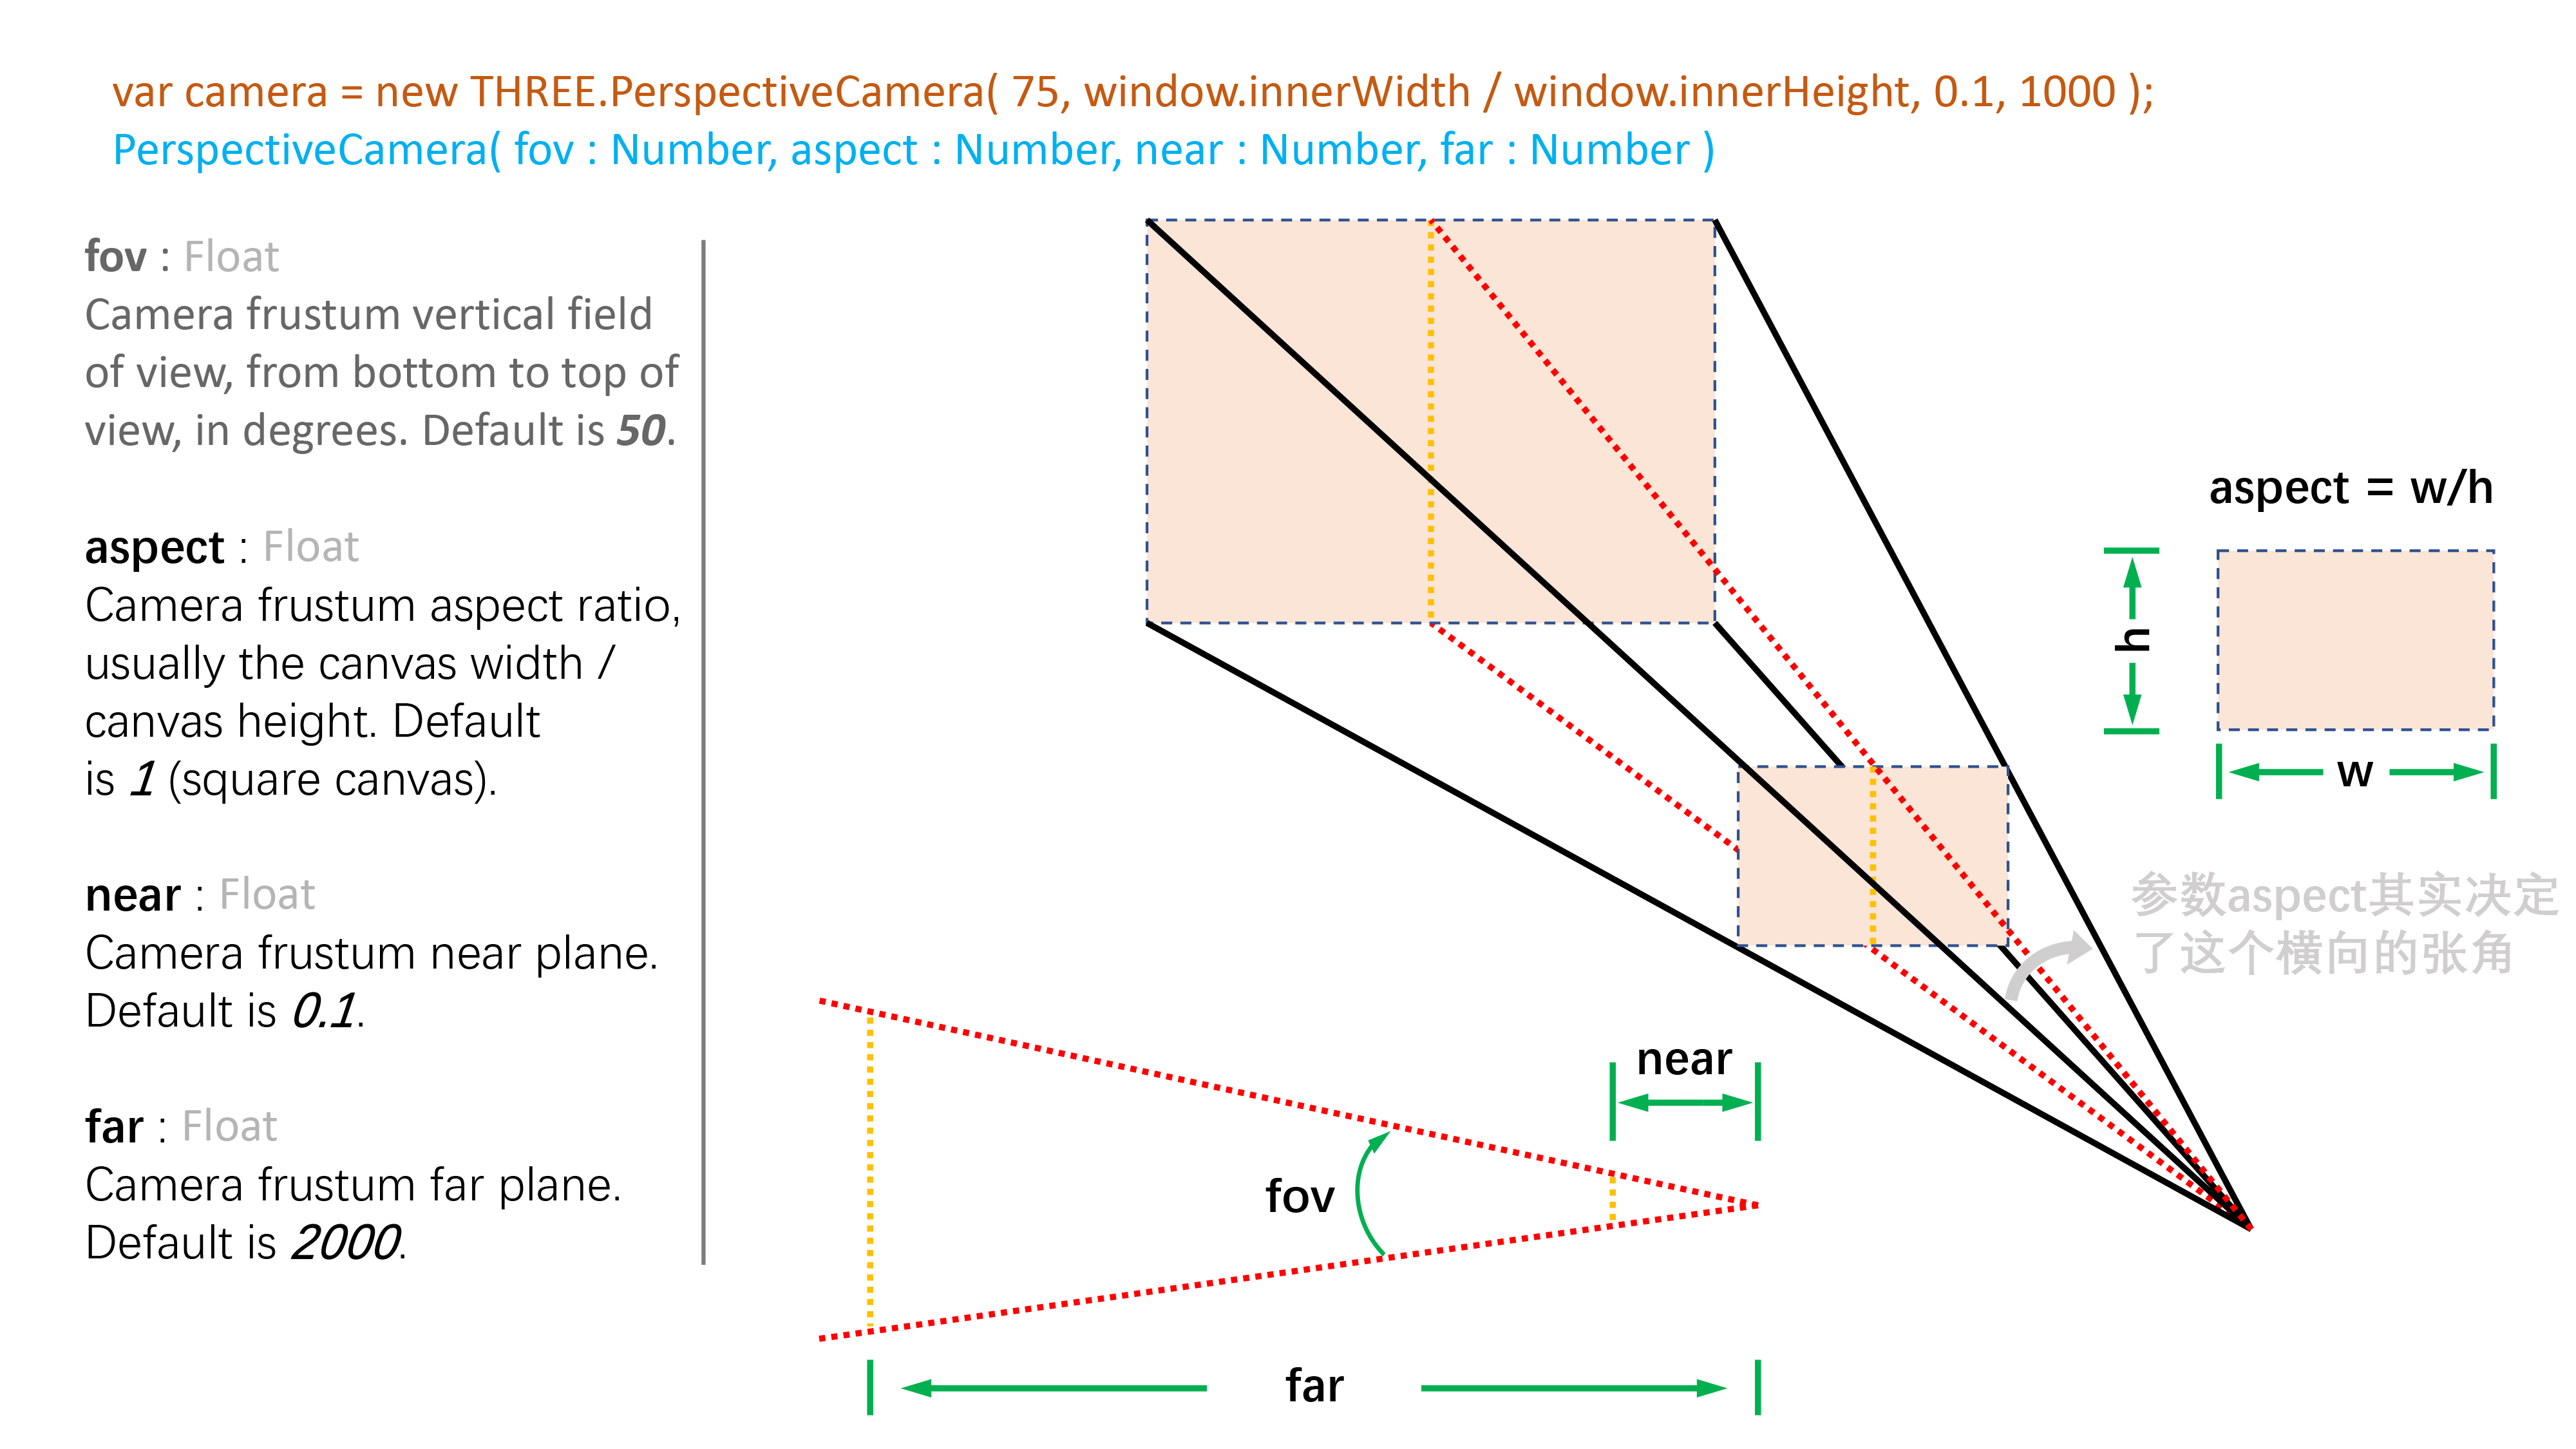 var camera = new THREE.PerspectiveCamera( 75, window.innerWidth / window.innerHeight, 0.1, 1000 );
PerspectiveCamera( fov : Number, aspect : Number, near : Number, far : Number )
fov : Float
Camera frustum vertical field
of view, from bottom to top of
view, in degrees. Default is 50.
aspect : Float
Camera frustum aspect ratio,
usually the canvas width /
canvas height. Default
is 1 (square canvas).
near : Float
Camera frustum near plane.
Default is 0.1.
far : Float
Camera frustum far plane.
Default is 2000.
aspect = w/h
h
w
参数aspect其实决定
了这个横向的张角
near
fov
far